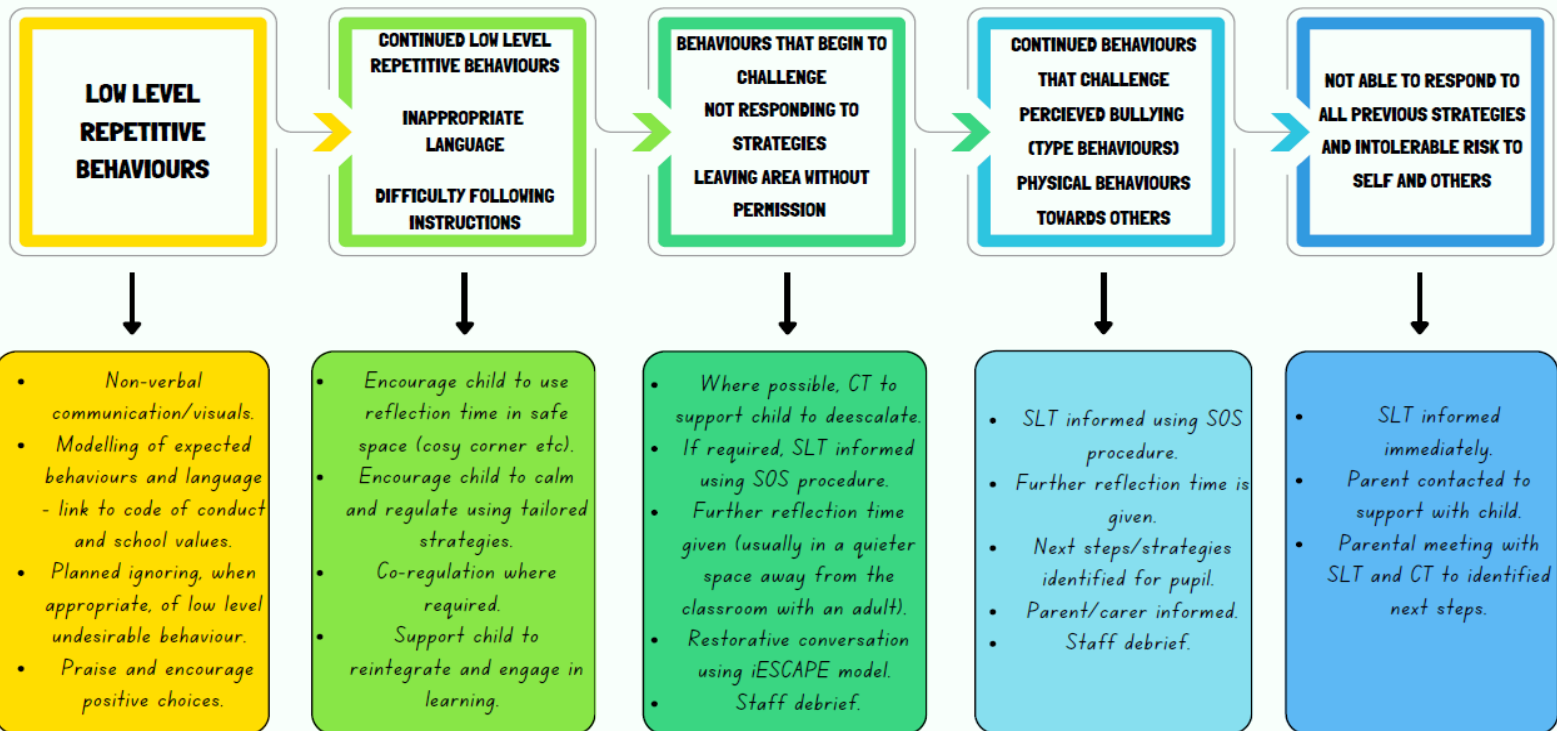 LOW LEVEL
REPETITIVE
BEHAVIOURS
CONTINUED LOW LEVEL
REPETITIVE BEHAVIOURS
INAPPROPRIATE
LANGUAGE
DIFFICULTY FOLLOWING
INSTRUCTIONS
BEHAVIOURS THAT BEGIN TO
CHALLENGE
NOT RESPONDING TO
STRATEGIES
LEAVING AREA WITHOUT
PERMISSION
CONTINUED BEHAVIOURS
THAT CHALLENGE
PERCIEVED BULLYING
(TYPE BEHAVIOURS)
PHYSICAL BEHAVIOURS
TOWARDS OTHERS
NOT ABLE TO RESPOND TO
ALL PREVIOUS STRATEGIES
AND INTOLERABLE RISK TO
SELF AND OTHERS
• Non-verbal
communication/visuals.
• Modelling of expected
behaviours and language
- link to code of conduct
and school values.
• Planned ignoring, when
appropriate, of low level
undesirable behaviour.
• Praise and encourage
positive choices.
• Encourage child to use
reflection time in safe
space (cosy corner etc).
• Encourage child to calm
and regulate using tailored
strategies.
• Co-regulation where
required.
• Support child to
reintegrate and engage in
learning.
• Where possible, CT to
support child to deescalate.
• If required, SLT informed
using SOS procedure.
• Further reflection time
given (usually in a quieter
space away from the
classroom with an adult).
• Restorative conversation
using iESCAPE model.
• Staff debrief.
• SLT informed using SOS
procedure.
• Further reflection time is
given.
• Next steps/strategies
identified for pupil.
• Parent/carer informed.
• Staff debrief.
• SLT informed
immediately.
• Parent contacted to
support with child.
• Parental meeting with
SLT and CT to identified
next steps.